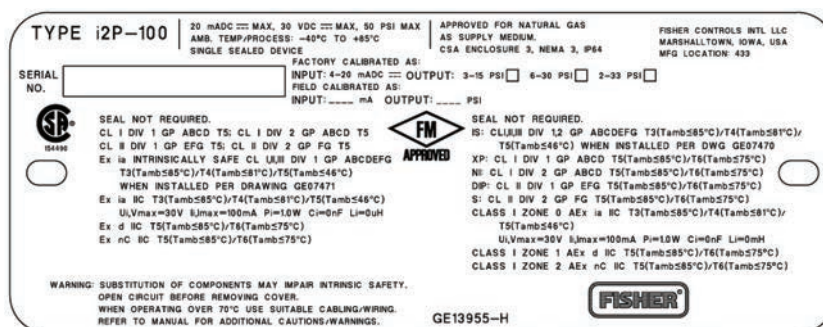 TYPE i2P-100
20 mADC MAX, 30 VDC MAX, 50 PSI MAX
AMB. TEMP/PROCESS: -40°C TO +85°C
SINGLE SEALED DEVICE
APPROVED FOR NATURAL GAS
AS SUPPLY MEDIUM.
CSA ENCLOSURE 3, NEMA 3, IP64
FISHER CONTROLS INTL LLC
MARSHALLTOWN, IOWA, USA
MFG LOCATION: 433
SERIAL
NO.
FACTORY CALIBRATED AS:
INPUT: 4-20 mADC OUTPUT: 3-15 PSI 6-30 PSI 2-33 PSI
FIELD CALIBRATED AS:
INPUT: ____ mA OUTPUT: ____ PSI
SA
154490
SEAL NOT REQUIRED.
CL I DIV 1 GP ABCD T5; CL I DIV 2 GP ABCD T5
CL II DIV 1 GP EFG T5; CL II DIV 2 GP FG T5
Ex ia INTRINSICALLY SAFE CL I,II,III DIV 1 GP ABCDEFG
T3(Tamb≤85°C)/T4(Tamb≤81°C)/T5(Tamb≤46°C)
WHEN INSTALLED PER DRAWING GE07471
Ex ia IIC T3(Tamb≤85°C)/T4(Tamb≤81°C)/T5(Tamb≤46°C)
Ui,Vmax=30V Ii,Imax=100mA Pi=1.0W Ci=0nF Li=0uH
Ex d IIC T5(Tamb≤85°C)/T6(Tamb≤75°C)
Ex nC IIC T5(Tamb≤85°C)/T6(Tamb≤75°C)
FM
APPROVED
SEAL NOT REQUIRED.
IS: CLI,II,III DIV 1,2 GP ABCDEFG T3(Tamb≤85°C)/T4(Tamb≤81°C)/
T5(Tamb≤46°C) WHEN INSTALLED PER DWG GE07470
XP: CL I DIV 1 GP ABCD T5(Tamb≤85°C)/T6(Tamb≤75°C)
NI: CL I DIV 2 GP ABCD T5(Tamb≤85°C)/T6(Tamb≤75°C)
DIP: CL II DIV 1 GP EFG T5(Tamb≤85°C)/T6(Tamb≤75°C)
S: CL II DIV 2 GP FG T5(Tamb≤85°C)/T6(Tamb≤75°C)
CLASS I ZONE 0 AEx ia IIC T3(Tamb≤85°C)/T4(Tamb≤81°C)/
T5(Tamb≤46°C)
Ui,Vmax=30V Ii,Imax=100mA Pi=1.0W Ci=0nF Li=0mH
CLASS I ZONE 1 AEx d IIC T5(Tamb≤85°C)/T6(Tamb≤75°C)
CLASS I ZONE 2 AEx nC IIC T5(Tamb≤85°C)/T6(Tamb≤75°C)
WARNING: SUBSTITUTION OF COMPONENTS MAY IMPAIR INTRINSIC SAFETY.
OPEN CIRCUIT BEFORE REMOVING COVER.
WHEN OPERATING OVER 70°C USE SUITABLE CABLING/WIRING.
REFER TO MANUAL FOR ADDITIONAL CAUTIONS/WARNINGS.
GE13955-H
FISHER